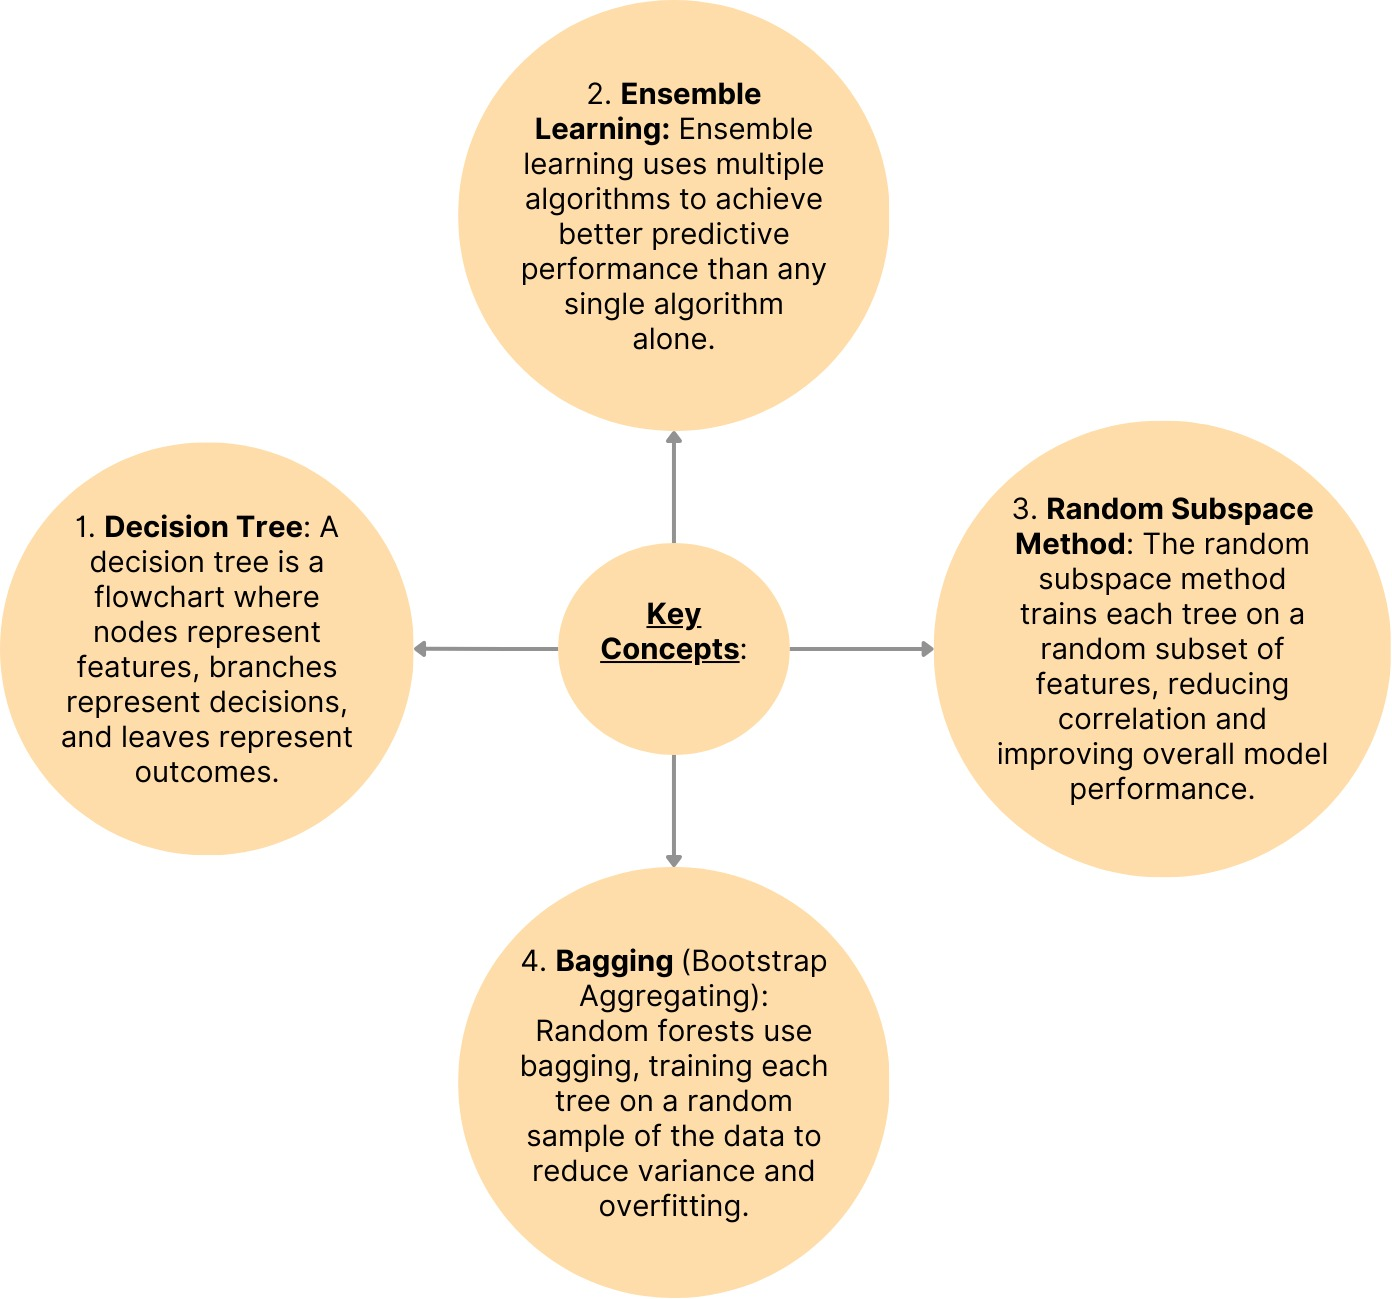 2. Ensemble
Learning: Ensemble
learning uses multiple
algorithms to achieve
better predictive
performance than any
single algorithm
alone.
1. Decision Tree: A
decision tree is a
flowchart where
nodes represent
features, branches
represent decisions,
and leaves represent
outcomes.
Key
Concepts:
3. Random Subspace
Method: The random
subspace method
trains each tree on a
random subset of
features, reducing
correlation and
improving overall model
performance.
4. Bagging (Bootstrap
Aggregating):
Random forests use
bagging, training each
tree on a random
sample of the data to
reduce variance and
overfitting.